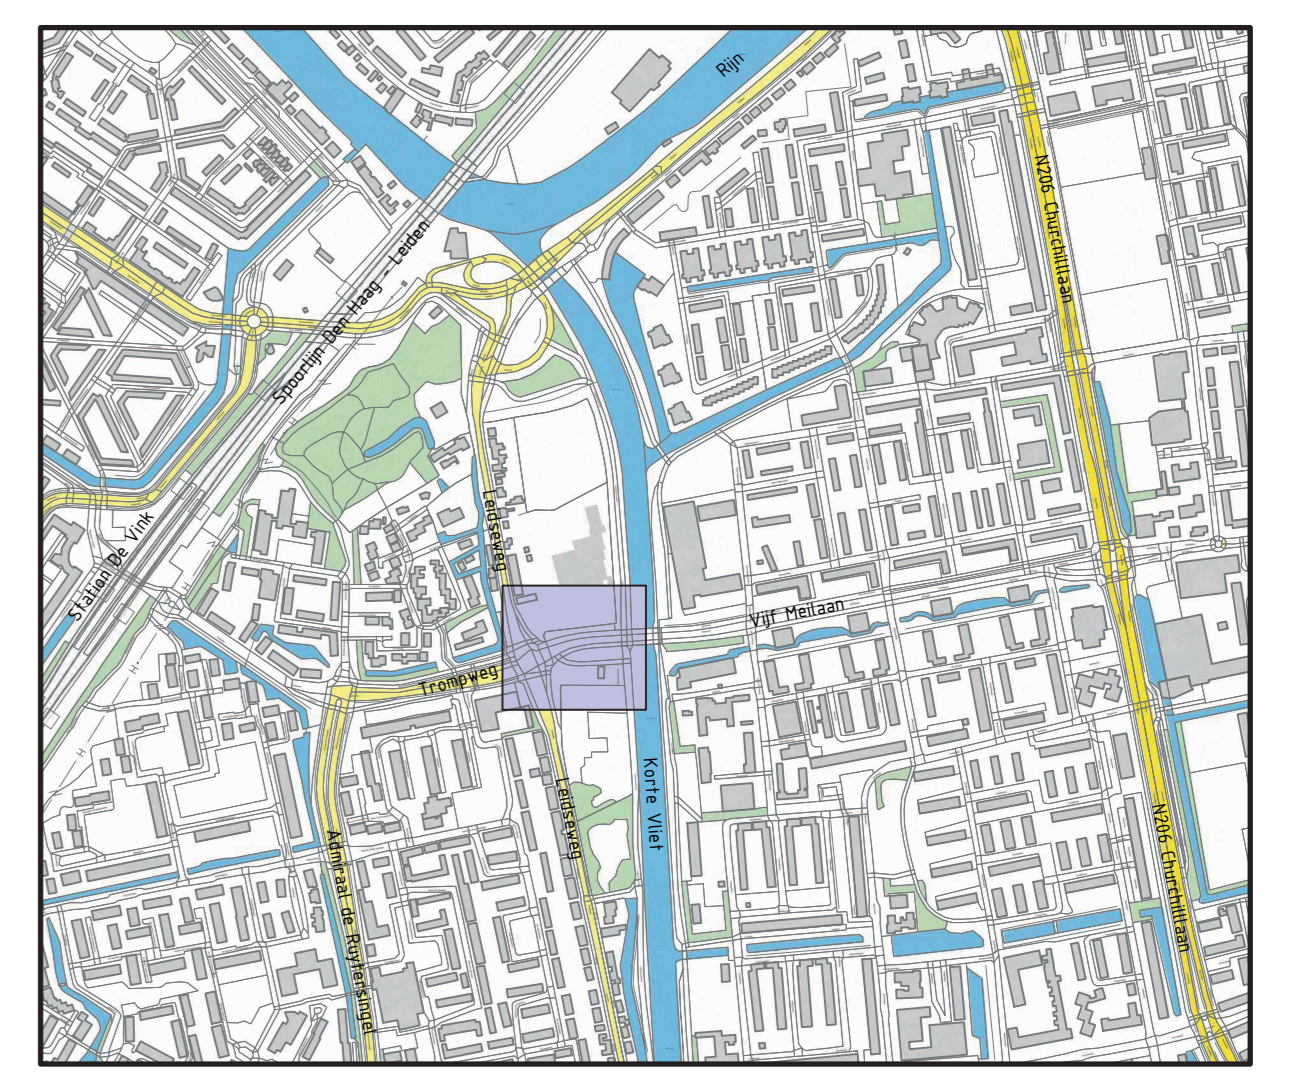 Rijn
N206 Churchilllaan
Spoorlijn Den Haag - Leiden
Leidseweg
Station De Vink
Vijf Meilaan
Trompweg
Korte Vliet
Leidseweg
N206 Churchilllaan
Admiraal de Ruytersingel